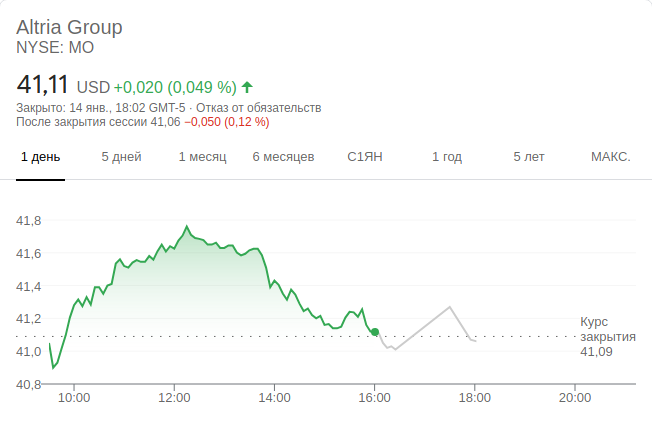 Altria Group
NYSE: MO
41,11 USD +0,020 (0,049 %)
Закрыто: 14 янв., 18:02 GMT-5 · Отказ от обязательств
После закрытия сессии 41,06 −0,050 (0,12 %)
1 день 5 дней 1 месяц 6 месяцев С1ЯН 1 год 5 лет МАКС.
41,8
41,6
41,4
41,2
41,0
40,8
Курс
закрытия
41,09
10:00 12:00 14:00 16:00 18:00 20:00